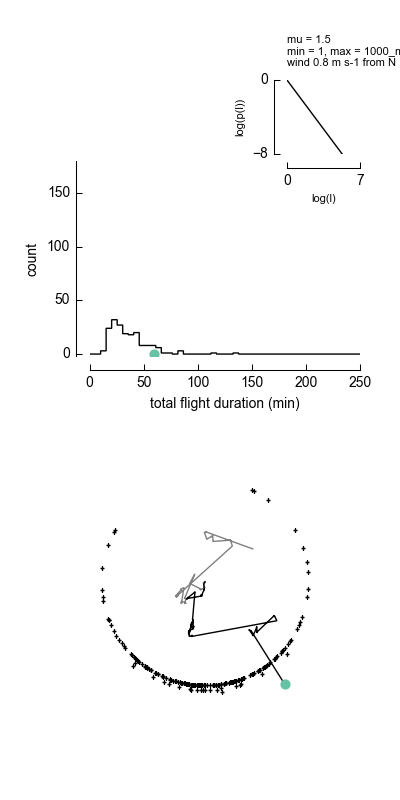 mu = 1.5
min = 1, max = 1000_m
wind 0.8 m s-1 from N
0
log(p(l))
−8
0
7
log(l)
150
100
50
0
count
0
50
100
150
200
250
total flight duration (min)